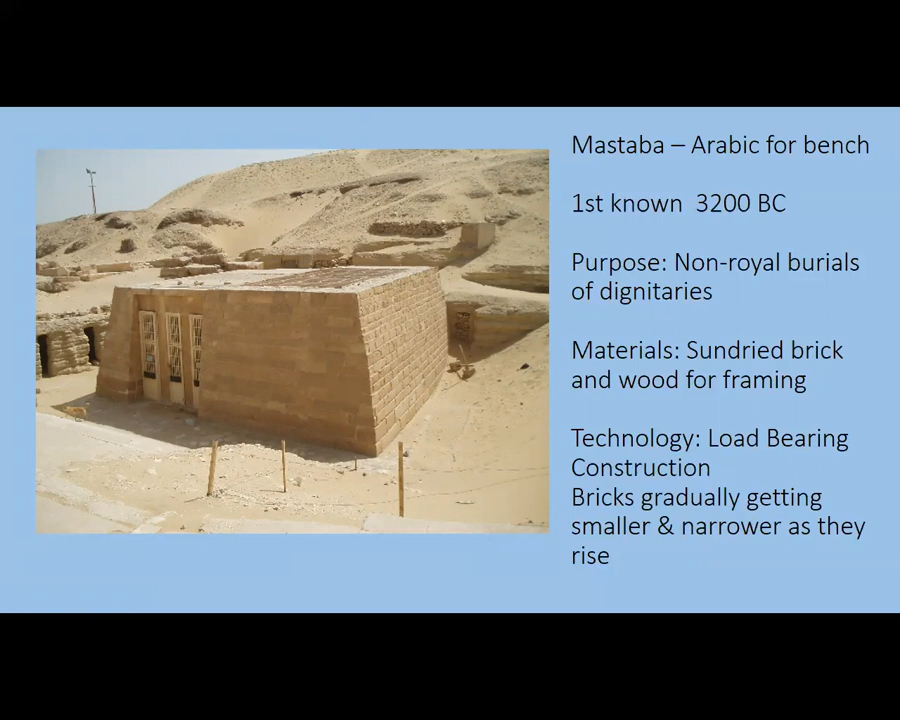 Mastaba – Arabic for bench
1st known  3200 BC
Purpose: Non-royal burials
of dignitaries
Materials: Sundried brick
and wood for framing
Technology: Load Bearing
Construction
Bricks gradually getting
smaller & narrower as they
rise